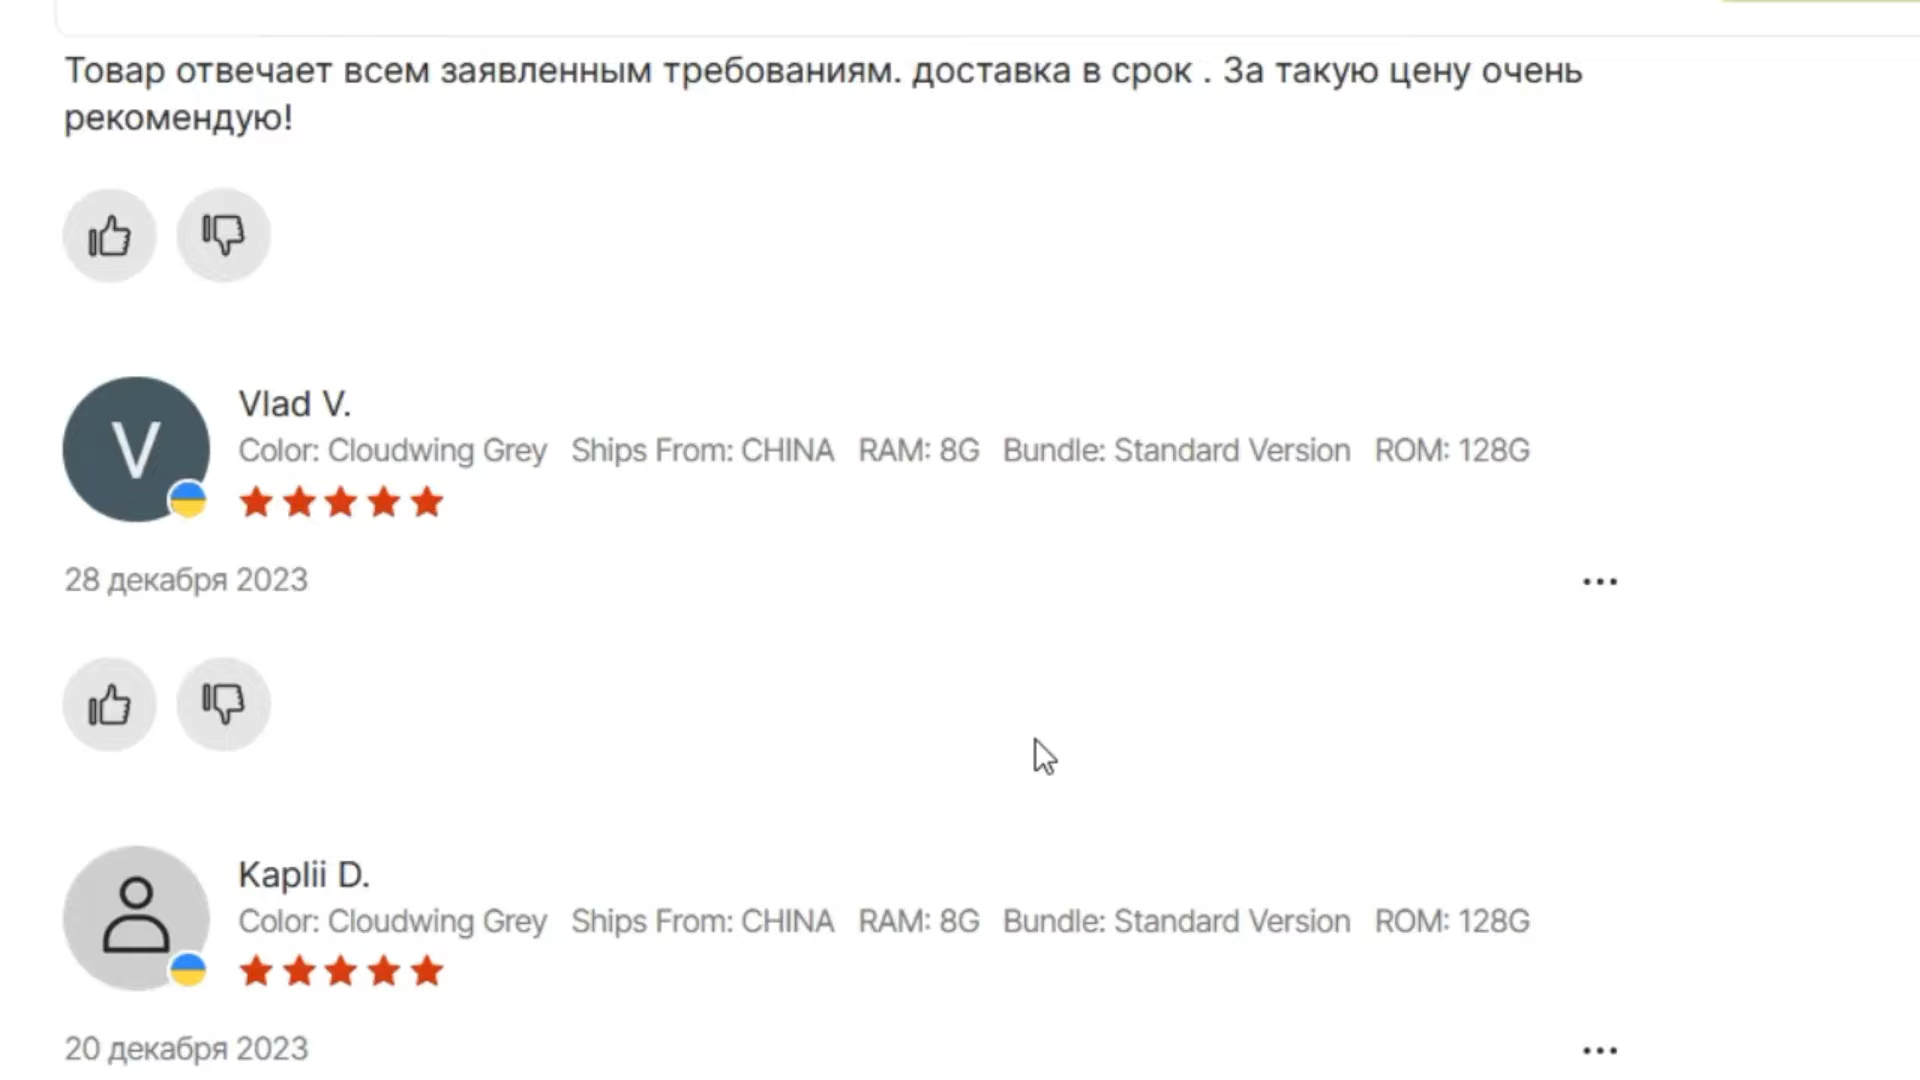 Товар отвечает всем заявленным требованиям. доставка в срок . За такую цену очень
рекомендую!
V
Vlad V.
Color: Cloudwing Grey Ships From: CHINA RAM: 8G Bundle: Standard Version ROM: 128G
28 декабря 2023
Kaplii D.
Color: Cloudwing Grey Ships From: CHINA RAM: 8G Bundle: Standard Version ROM: 128G
20 декабря 2023